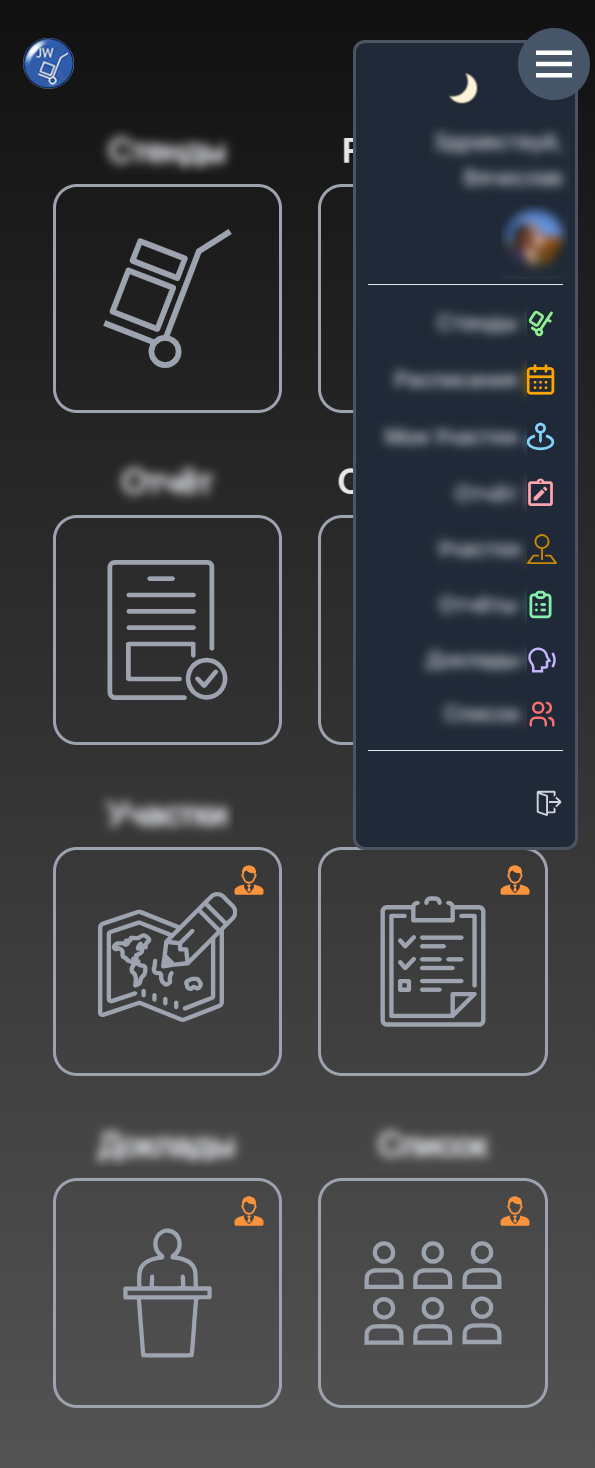 JW
Стенды
Отчёт
Участки
Доклады
Список
Здравствуй,
Вячеслав
Стенды
Расписание
Мои Участки
Отчёт
Участки
Отчёты
Доклады
Список